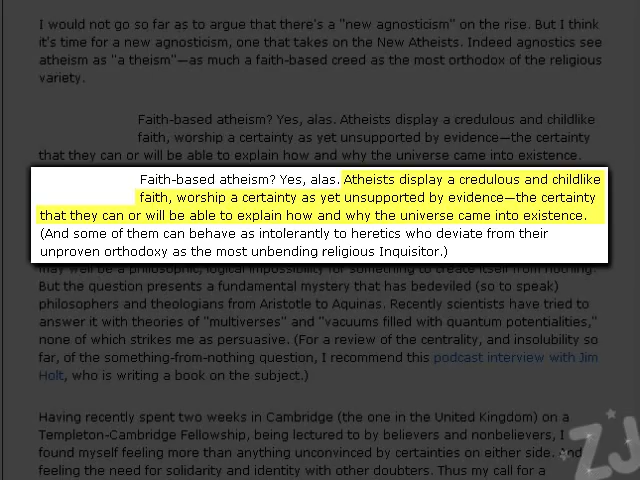 I would not go so far as to argue that there's a "new agnosticism" on the rise. But I think
it's time for a new agnosticism, one that takes on the New Atheists. Indeed agnostics see
atheism as "a theism"—as much a faith-based creed as the most orthodox of the religious
variety.
Faith-based atheism? Yes, alas. Atheists display a credulous and childlike
faith, worship a certainty as yet unsupported by evidence—the certainty
that they can or will be able to explain how and why the universe came into existence.
Faith-based atheism? Yes, alas. Atheists display a credulous and childlike
faith, worship a certainty as yet unsupported by evidence—the certainty
that they can or will be able to explain how and why the universe came into existence.
(And some of them can behave as intolerantly to heretics who deviate from their
unproven orthodoxy as the most unbending religious Inquisitor.)
may well be a philosophic, logical impossibility for something to create itself from nothing.
But the question presents a fundamental mystery that has bedeviled (so to speak)
philosophers and theologians from Aristotle to Aquinas. Recently scientists have tried to
answer it with theories of "multiverses" and "vacuums filled with quantum potentialities,"
none of which strikes me as persuasive. (For a review of the centrality, and insolubility so
far, of the something-from-nothing question, I recommend this podcast interview with Jim
Holt, who is writing a book on the subject.)
Having recently spent two weeks in Cambridge (the one in the United Kingdom) on a
Templeton-Cambridge Fellowship, being lectured to by believers and nonbelievers, I
found myself feeling more than anything unconvinced by certainties on either side. And
feeling the need for solidarity and identity with other doubters. Thus my call for a
ZJ